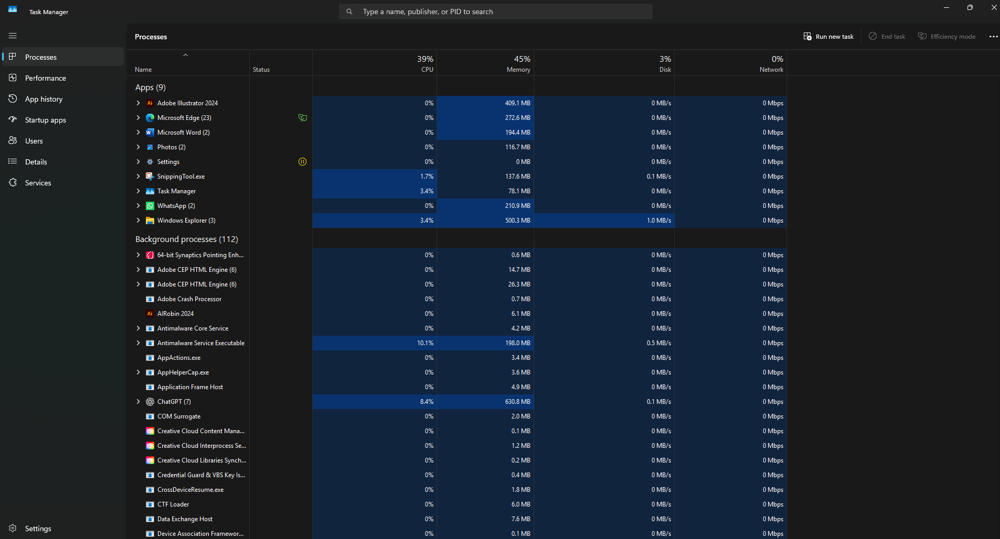 Task Manager
Type a name, publisher, or PID to search
Processes
Run new task
End task
Efficiency mode
Processes
Performance
App history
Startup apps
Users
Details
Services
Settings
39% 45% 3% 0%
Name Status CPU Memory Disk Network
Apps (9)
Adobe Illustrator 2024 0% 409.1 MB 0 MB/s 0 Mbps
Microsoft Edge (23) 0% 272.6 MB 0 MB/s 0 Mbps
Microsoft Word (2) 0% 194.4 MB 0 MB/s 0 Mbps
Photos (2) 0% 116.7 MB 0 MB/s 0 Mbps
Settings 0% 0 MB 0 MB/s 0 Mbps
SnippingTool.exe 1.7% 137.6 MB 0.1 MB/s 0 Mbps
Task Manager 3.4% 78.1 MB 0 MB/s 0 Mbps
WhatsApp (2) 0% 210.9 MB 0 MB/s 0 Mbps
Windows Explorer (3) 3.4% 500.3 MB 1.0 MB/s 0 Mbps
Background processes (112)
64-bit Synaptics Pointing Enh... 0% 0.6 MB 0 MB/s 0 Mbps
Adobe CEP HTML Engine (6) 0% 14.7 MB 0 MB/s 0 Mbps
Adobe CEP HTML Engine (6) 0% 26.3 MB 0 MB/s 0 Mbps
Adobe Crash Processor 0% 0.7 MB 0 MB/s 0 Mbps
Ai AIRobin 2024 0% 6.1 MB 0 MB/s 0 Mbps
Antimalware Core Service 0% 4.2 MB 0 MB/s 0 Mbps
Antimalware Service Executable 10.1% 198.0 MB 0.5 MB/s 0 Mbps
AppActions.exe 0% 3.4 MB 0 MB/s 0 Mbps
AppHelperCap.exe 0% 3.6 MB 0 MB/s 0 Mbps
Application Frame Host 0% 4.9 MB 0 MB/s 0 Mbps
ChatGPT (7) 8.4% 630.8 MB 0.1 MB/s 0 Mbps
COM Surrogate 0% 2.0 MB 0 MB/s 0 Mbps
Creative Cloud Content Mana... 0% 0.1 MB 0 MB/s 0 Mbps
Creative Cloud Interprocess Se... 0% 1.2 MB 0 MB/s 0 Mbps
Creative Cloud Libraries Synch... 0% 0.2 MB 0 MB/s 0 Mbps
Credential Guard & VBS Key Is... 0% 0.4 MB 0 MB/s 0 Mbps
CrossDeviceResume.exe 0% 1.8 MB 0 MB/s 0 Mbps
CTF Loader 0% 6.0 MB 0 MB/s 0 Mbps
Data Exchange Host 0% 7.6 MB 0 MB/s 0 Mbps
Device Association Framewor... 0% 0.1 MB 0 MB/s 0 Mbps